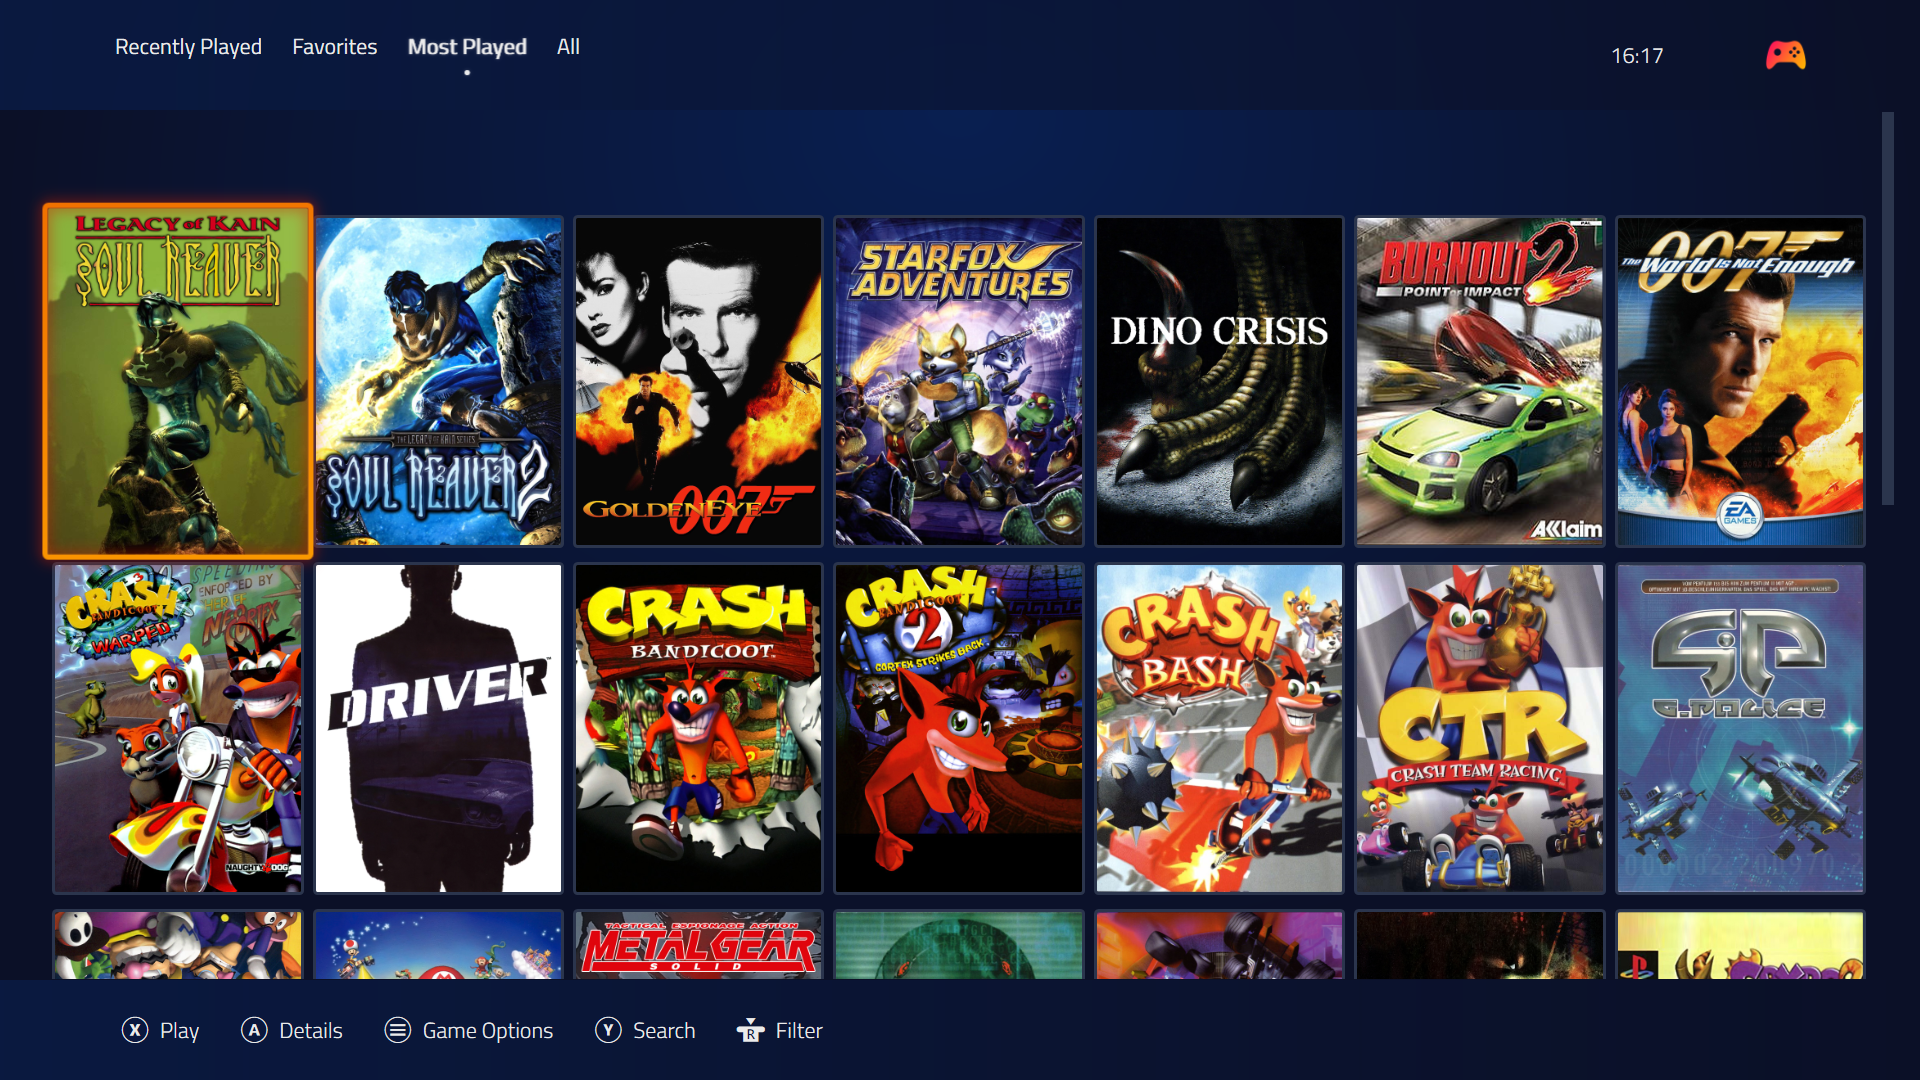 Recently Played Favorites Most Played All
16:17
LEGACY of KAIN
SOUL REAVER
THE LEGACY OF KAIN SERIES
SOUL REAVER 2
GOLDENEYE 007
STARFOX
ADVENTURES
DINO CRISIS
BURNOUT 2
POINT OF IMPACT
AKklaim
007
The World Is Not Enough
EA
GAMES
CRASH
BANDICOOT
WARPED
SPEEDING
ENFORCED BY
NAUGHTY DOG
DRIVER
CRASH
BANDICOOT
CRASH
BANDICOOT
2
CORTEX STRIKES BACK
CRASH
BASH
CTR
CRASH TEAM RACING
G-POLICE
TACTICAL ESPIONAGE ACTION
METAL GEAR
SOLID
X Play A Details Game Options Y Search R Filter